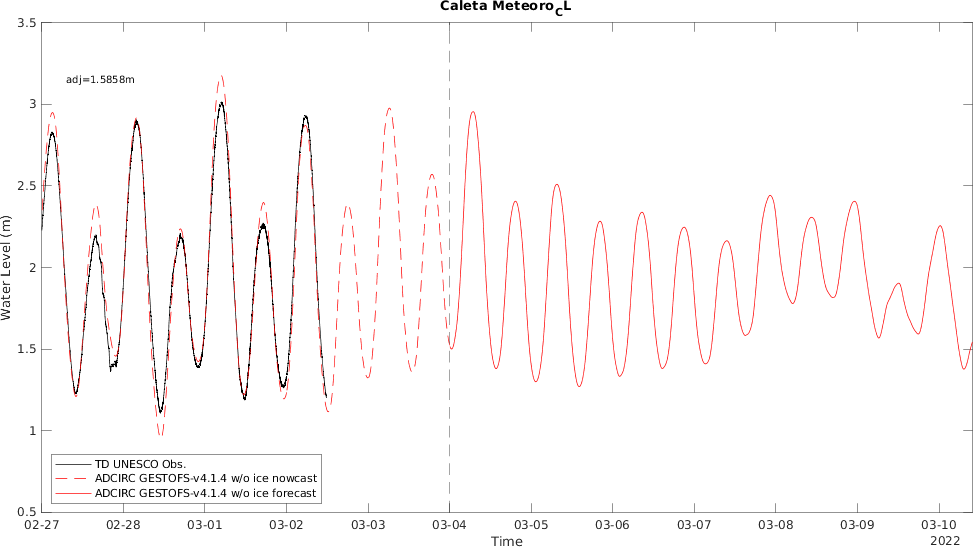 Caleta Meteoro_CL
3.5
adj=1.5858m
3
2.5
2
1.5
1
0.5
Water Level (m)
TD UNESCO Obs.
ADCIRC GESTOFS-v4.1.4 w/o ice nowcast
ADCIRC GESTOFS-v4.1.4 w/o ice forecast
02-27 02-28 03-01 03-02 03-03 03-04 03-05 03-06 03-07 03-08 03-09 03-10
Time
2022